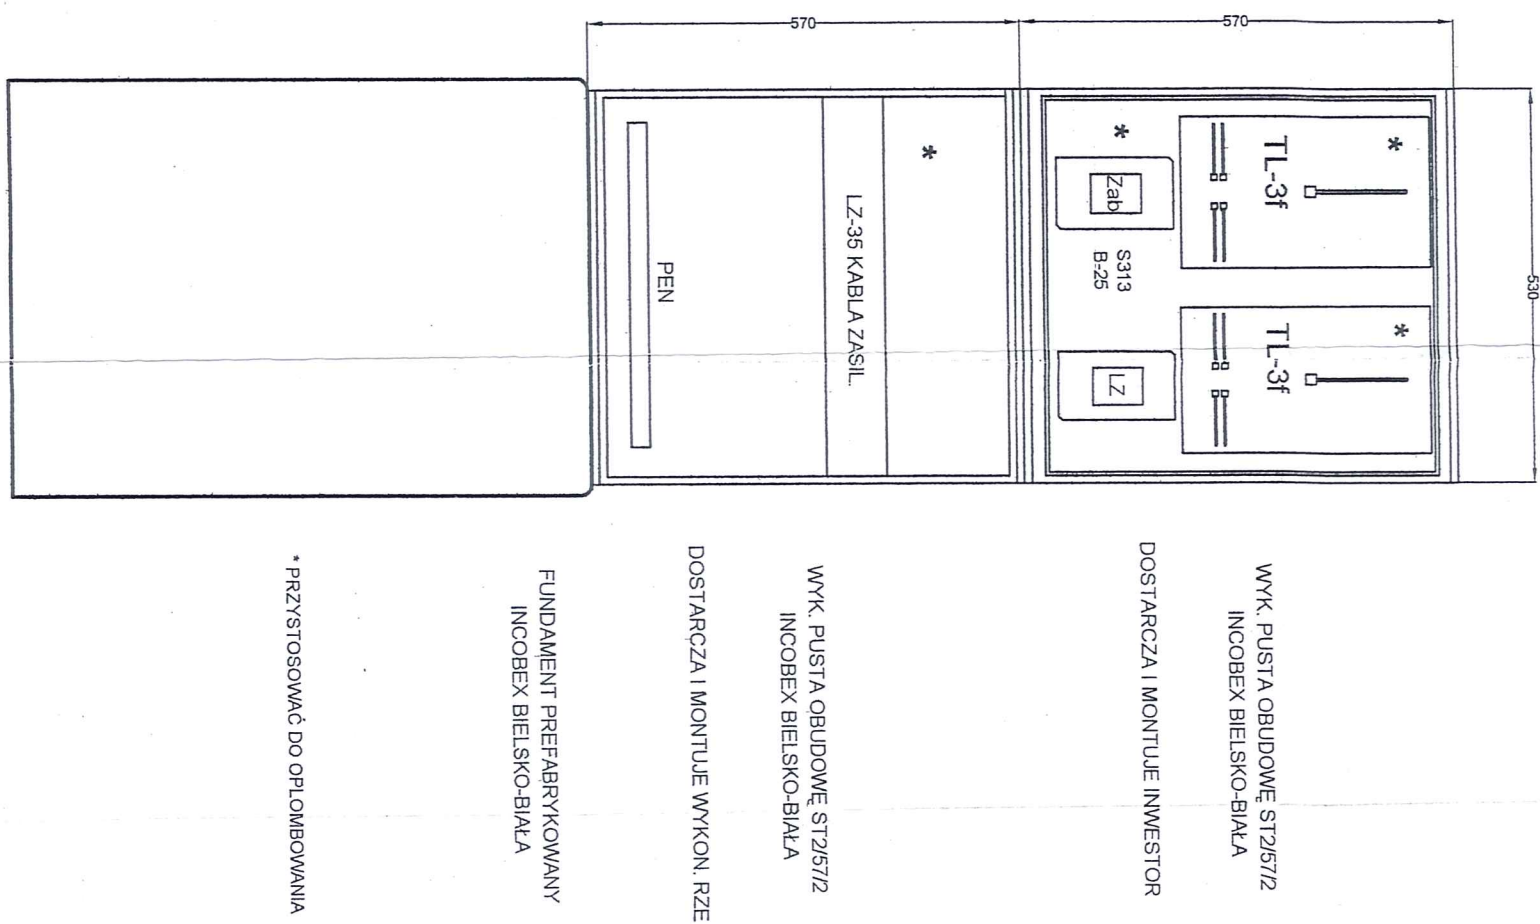 530
570
570
*
TL-3f
*
TL-3f
*
Zab
S313
B-25
LZ
*
LZ-35 KABLA ZASIL.
PEN
WYK. PUSTA OBUDOWĘ ST2/57/2
INCOBEX BIELSKO-BIAŁA
DOSTARCZA I MONTUJE INWESTOR
WYK. PUSTA OBUDOWĘ ST2/57/2
INCOBEX BIELSKO-BIAŁA
DOSTARCZA I MONTUJE WYKON. RZE
FUNDAMENT PREFABRYKOWANY
INCOBEX BIELSKO-BIAŁA
* PRZYSTOSOWAĆ DO OPLOMBOWANIA